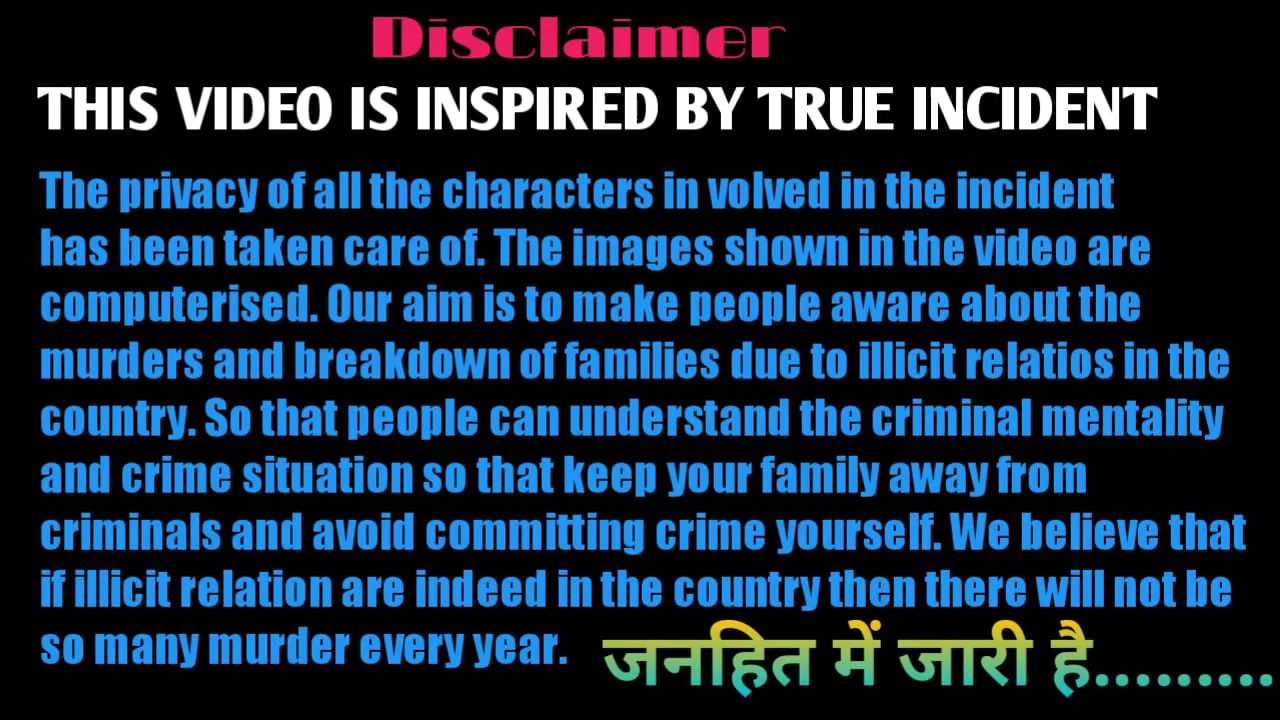 Disclaimer
THIS VIDEO IS INSPIRED BY TRUE INCIDENT
The privacy of all the characters in volved in the incident
has been taken care of. The images shown in the video are
computerised. Our aim is to make people aware about the
murders and breakdown of families due to illicit relatios in the
country. So that people can understand the criminal mentality
and crime situation so that keep your family away from
criminals and avoid committing crime yourself. We believe that
if illicit relation are indeed in the country then there will not be
so many murder every year.
जनहित में जारी है.........